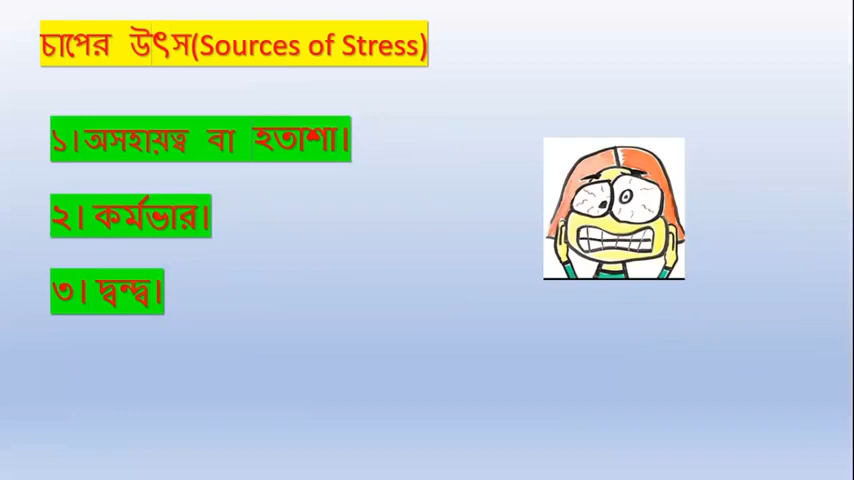 চাপের উৎস(Sources of Stress)
১। অসহায়ত্ব বা হতাশা।
২। কর্মভার।
৩। দ্বন্দ্ব।